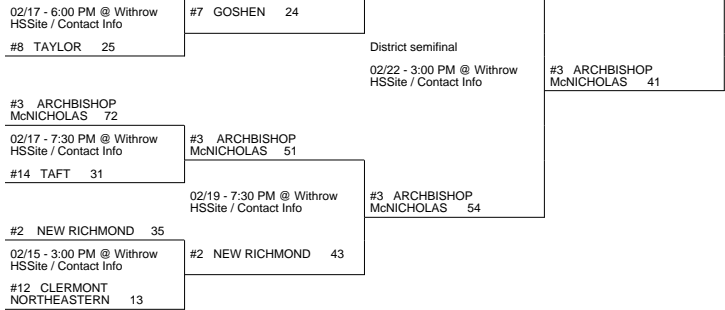 02/17 - 6:00 PM @ Withrow
HSSite / Contact Info
#8 TAYLOR 25
#7 GOSHEN 24
District semifinal
02/22 - 3:00 PM @ Withrow
HSSite / Contact Info
#3 ARCHBISHOP
McNICHOLAS 41
#3 ARCHBISHOP
McNICHOLAS 72
02/17 - 7:30 PM @ Withrow
HSSite / Contact Info
#14 TAFT 31
#3 ARCHBISHOP
McNICHOLAS 51
02/19 - 7:30 PM @ Withrow
HSSite / Contact Info
#3 ARCHBISHOP
McNICHOLAS 54
#2 NEW RICHMOND 35
02/15 - 3:00 PM @ Withrow
HSSite / Contact Info
#2 NEW RICHMOND 43
#12 CLERMONT
NORTHEASTERN 13